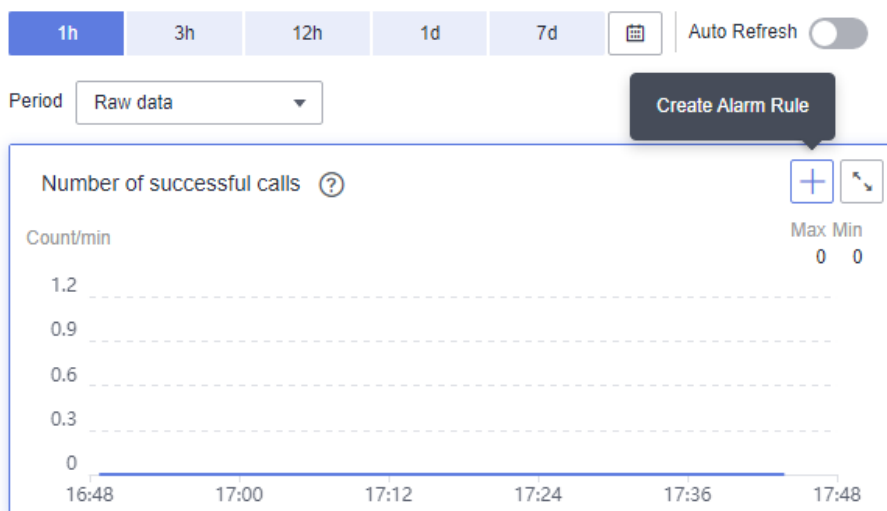 1h 3h 12h 1d 7d Auto Refresh
Period Raw data
Create Alarm Rule
Number of successful calls ?
Count/min
Max Min
0 0
1.2
0.9
0.6
0.3
0
16:48 17:00 17:12 17:24 17:36 17:48